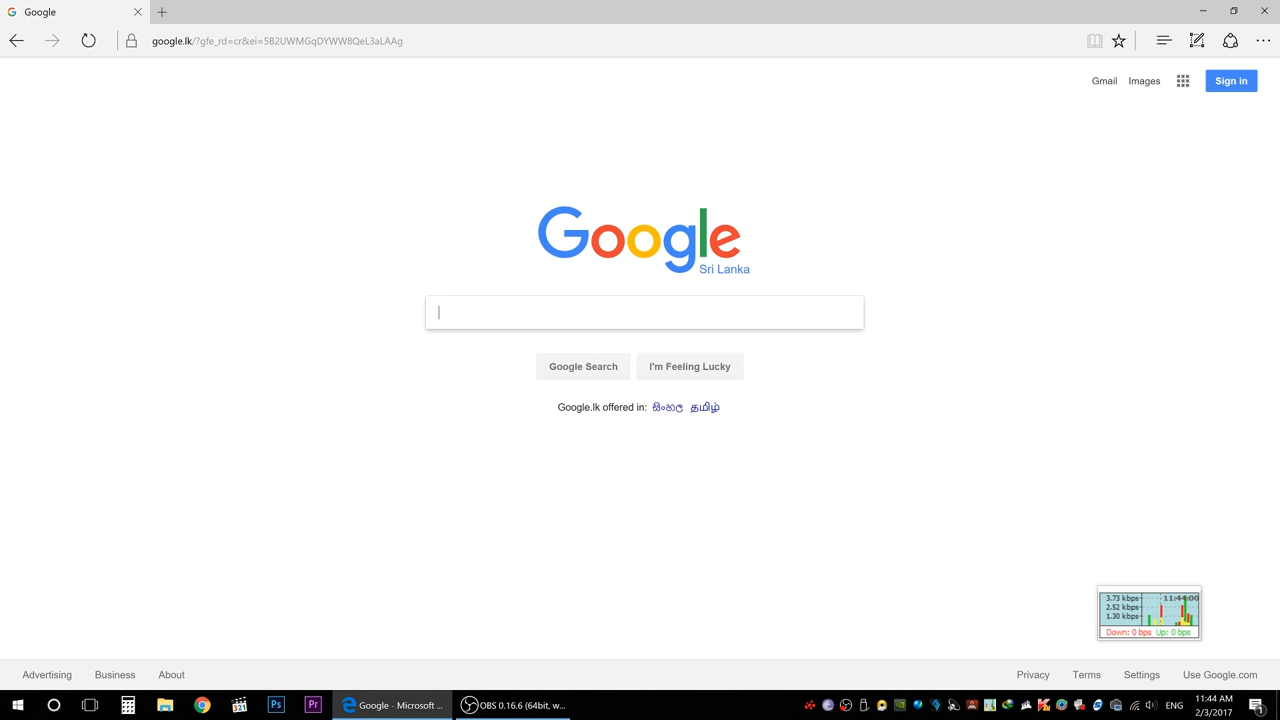 Google
google.lk/?gfe_rd=cr&ei=5B2UWMGqDYWW8QeL3aLAAg
Gmail Images Sign in
Google
Sri Lanka
Google Search I'm Feeling Lucky
Google.lk offered in: සිංහල தமிழ்
3.73 kbps 11:44:00
2.52 kbps
1.30 kbps
Down: 0 bps Up: 0 bps
Advertising Business About Privacy Terms Settings Use Google.com
Ps Pr Google - Microsoft ... OBS 0.16.6 (64bit, w... ENG 11:44 AM
2/3/2017
1